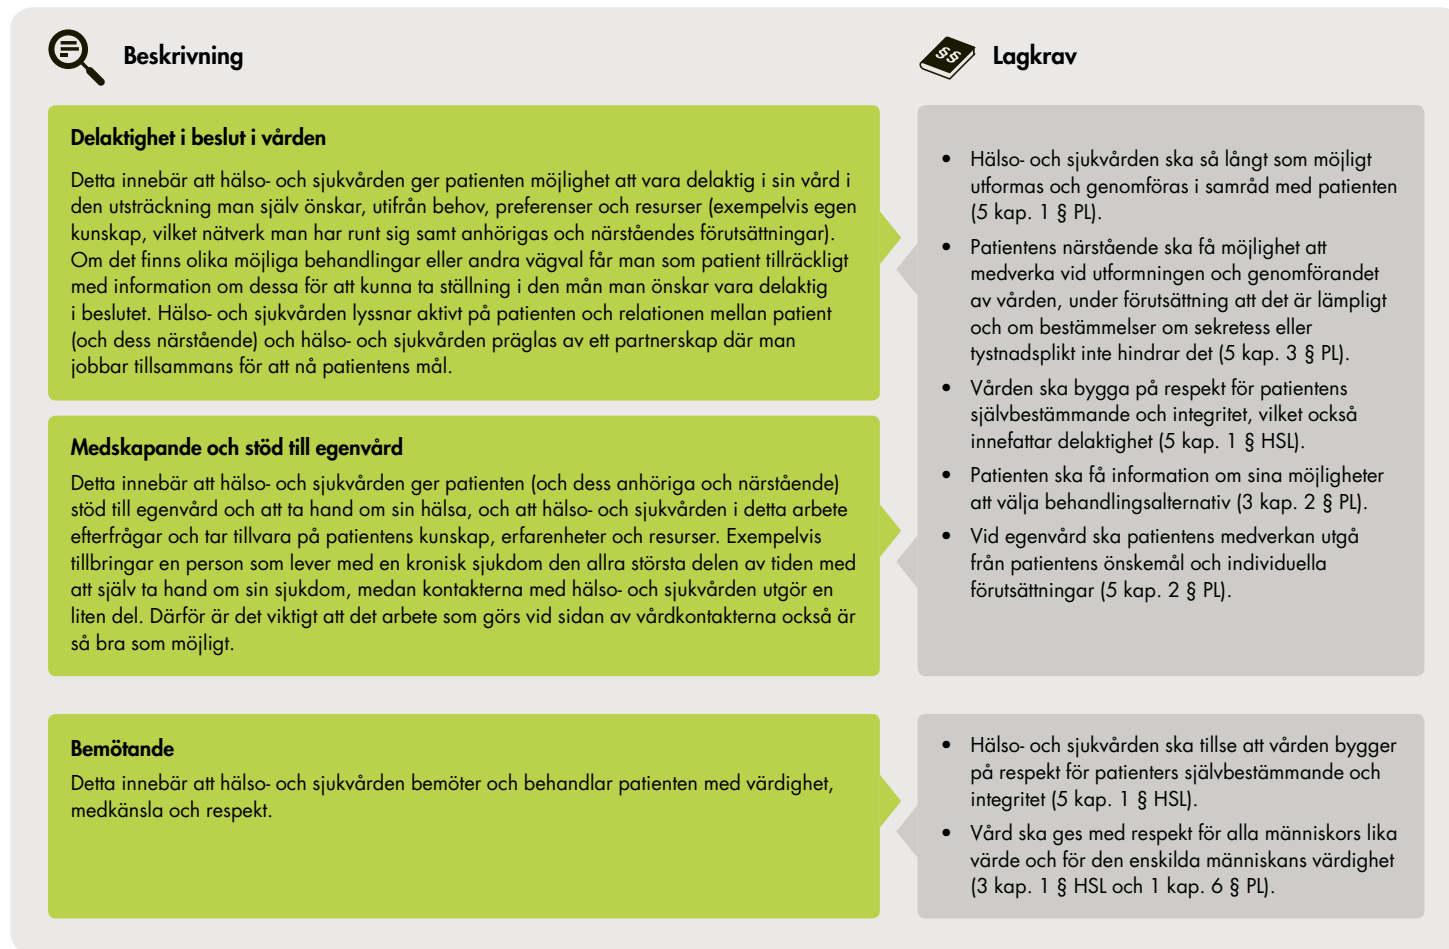 Beskrivning
§§
Lagkrav
Delaktighet i beslut i vården
Detta innebär att hälso- och sjukvården ger patienten möjlighet att vara delaktig i sin vård i
den utsträckning man själv önskar, utifrån behov, preferenser och resurser (exempelvis egen
kunskap, vilket nätverk man har runt sig samt anhörigas och närståendes förutsättningar).
Om det finns olika möjliga behandlingar eller andra vägval får man som patient tillräckligt
med information om dessa för att kunna ta ställning i den mån man önskar vara delaktig
i beslutet. Hälso- och sjukvården lyssnar aktivt på patienten och relationen mellan patient
(och dess närstående) och hälso- och sjukvården präglas av ett partnerskap där man
jobbar tillsammans för att nå patientens mål.
Medskapande och stöd till egenvård
Detta innebär att hälso- och sjukvården ger patienten (och dess anhöriga och närstående)
stöd till egenvård och att ta hand om sin hälsa, och att hälso- och sjukvården i detta arbete
efterfrågar och tar tillvara på patientens kunskap, erfarenheter och resurser. Exempelvis
tillbringar en person som lever med en kronisk sjukdom den allra största delen av tiden med
att själv ta hand om sin sjukdom, medan kontakterna med hälso- och sjukvården utgör en
liten del. Därför är det viktigt att det arbete som görs vid sidan av vårdkontakterna också är
så bra som möjligt.
• Hälso- och sjukvården ska så långt som möjligt
utformas och genomföras i samråd med patienten
(5 kap. 1 § PL).
• Patientens närstående ska få möjlighet att
medverka vid utformningen och genomförandet
av vården, under förutsättning att det är lämpligt
och om bestämmelser om sekretess eller
tystnadsplikt inte hindrar det (5 kap. 3 § PL).
• Vården ska bygga på respekt för patientens
självbestämmande och integritet, vilket också
innefattar delaktighet (5 kap. 1 § HSL).
• Patienten ska få information om sina möjligheter
att välja behandlingsalternativ (3 kap. 2 § PL).
• Vid egenvård ska patientens medverkan utgå
från patientens önskemål och individuella
förutsättningar (5 kap. 2 § PL).
Bemötande
Detta innebär att hälso- och sjukvården bemöter och behandlar patienten med värdighet,
medkänsla och respekt.
• Hälso- och sjukvården ska tillse att vården bygger
på respekt för patienters självbestämmande och
integritet (5 kap. 1 § HSL).
• Vård ska ges med respekt för alla människors lika
värde och för den enskilda människans värdighet
(3 kap. 1 § HSL och 1 kap. 6 § PL).